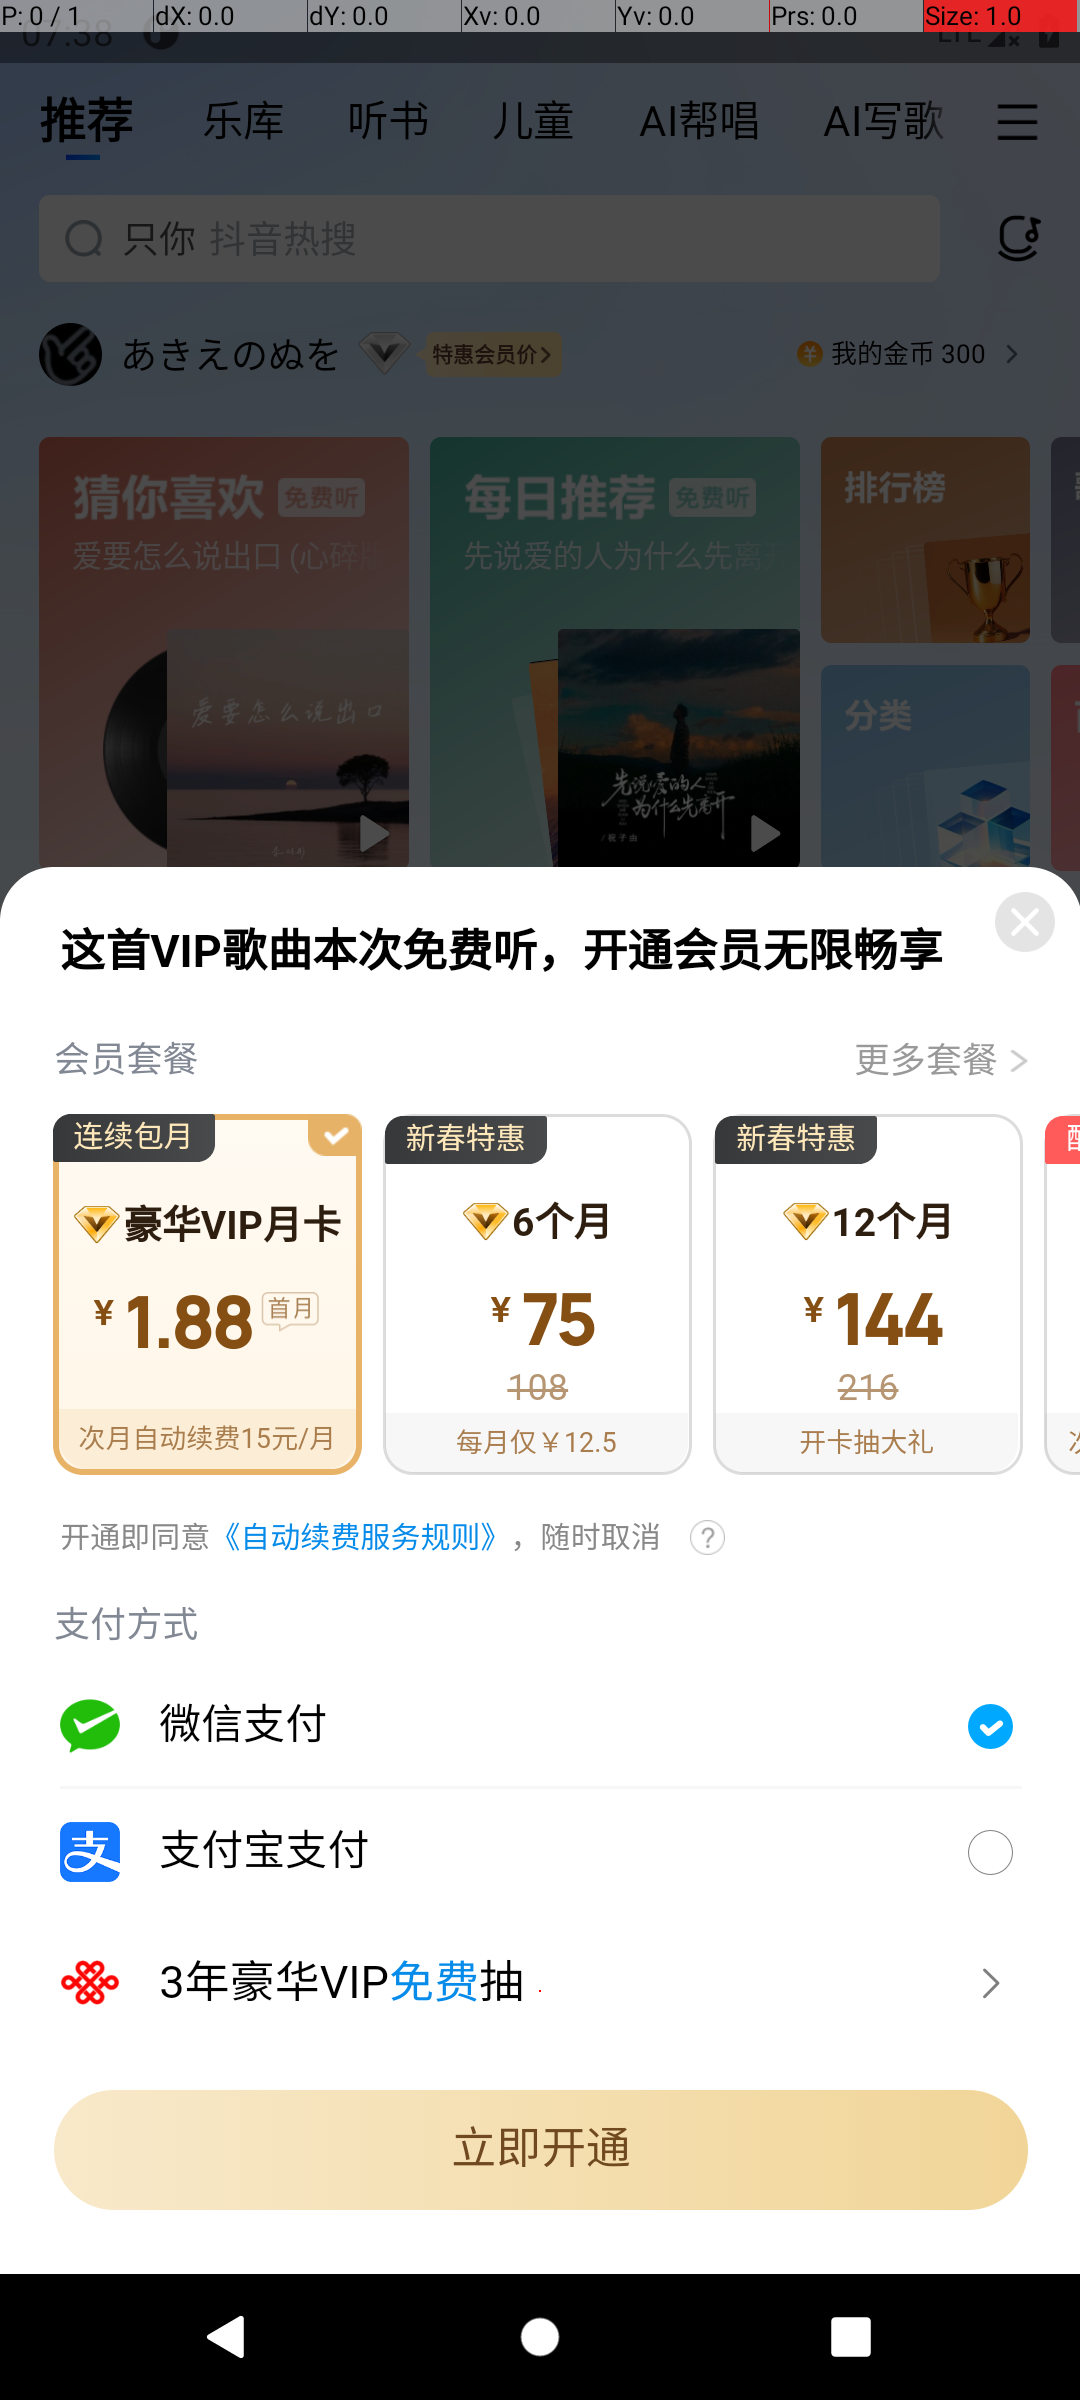 P: 0 / 1 dX: 0.0 dY: 0.0 Xv: 0.0 Yv: 0.0 Prs: 0.0 Size: 1.0
07:38 LTE
推荐 乐库 听书 儿童 AI帮唱 AI写歌
只你 抖音热搜
あきえのぬを 特惠会员价 我的金币 300
猜你喜欢 免费听
爱要怎么说出口 (心碎
每日推荐 免费听
先说爱的人为什么先离
排行榜
分类
爱要怎么说出口
先说爱的人
为什么先离开
祝子由
这首VIP歌曲本次免费听，开通会员无限畅享
会员套餐 更多套餐
连续包月
豪华VIP月卡
¥ 1.88 首月
次月自动续费15元/月
新春特惠
6个月
¥ 75
108
每月仅￥12.5
新春特惠
12个月
¥ 144
216
开卡抽大礼
开通即同意《自动续费服务规则》，随时取消 ?
支付方式
微信支付
支 支付宝支付
3年豪华VIP免费抽
立即开通